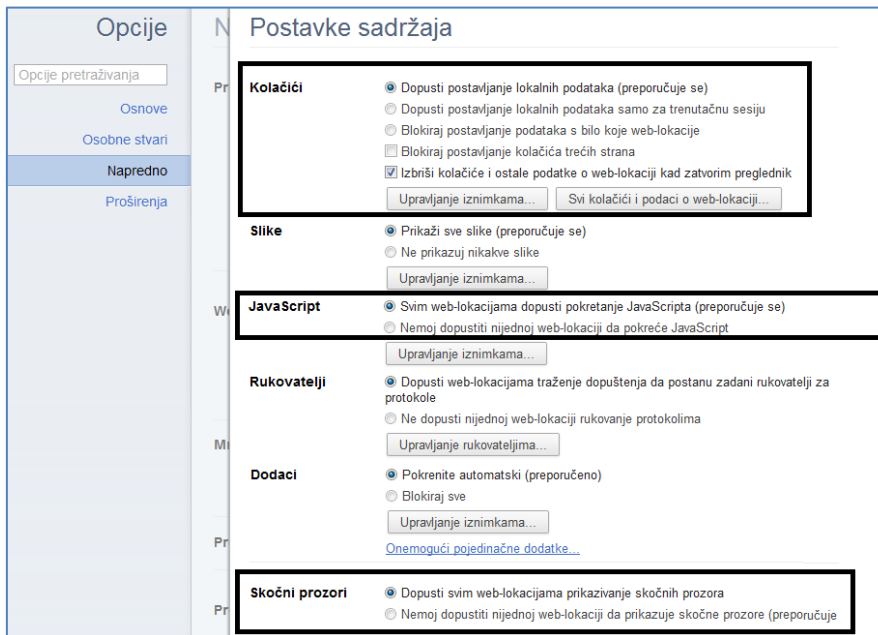 Opcije
Opcije pretraživanja
Osnove
Osobne stvari
Napredno
Proširenja
N
Pr
We
Mr
Pr
Pr
Postavke sadržaja
Kolačići
Dopusti postavljanje lokalnih podataka (preporučuje se)
Dopusti postavljanje lokalnih podataka samo za trenutačnu sesiju
Blokiraj postavljanje podataka s bilo koje web-lokacije
Blokiraj postavljanje kolačića trećih strana
Izbriši kolačiće i ostale podatke o web-lokaciji kad zatvorim preglednik
Upravljanje iznimkama... Svi kolačići i podaci o web-lokaciji...
Slike
Prikaži sve slike (preporučuje se)
Ne prikazuj nikakve slike
Upravljanje iznimkama...
JavaScript
Svim web-lokacijama dopusti pokretanje JavaScripta (preporučuje se)
Nemoj dopustiti nijednoj web-lokaciji da pokreće JavaScript
Upravljanje iznimkama...
Rukovatelji
Dopusti web-lokacijama traženje dopuštenja da postanu zadani rukovatelji za
protokole
Ne dopusti nijednoj web-lokaciji rukovanje protokolima
Upravljanje rukovateljima...
Dodaci
Pokrenite automatski (preporučeno)
Blokiraj sve
Upravljanje iznimkama...
Onemogući pojedinačne dodatke...
Skočni prozori
Dopusti svim web-lokacijama prikazivanje skočnih prozora
Nemoj dopustiti nijednoj web-lokaciji da prikazuje skočne prozore (preporučuje